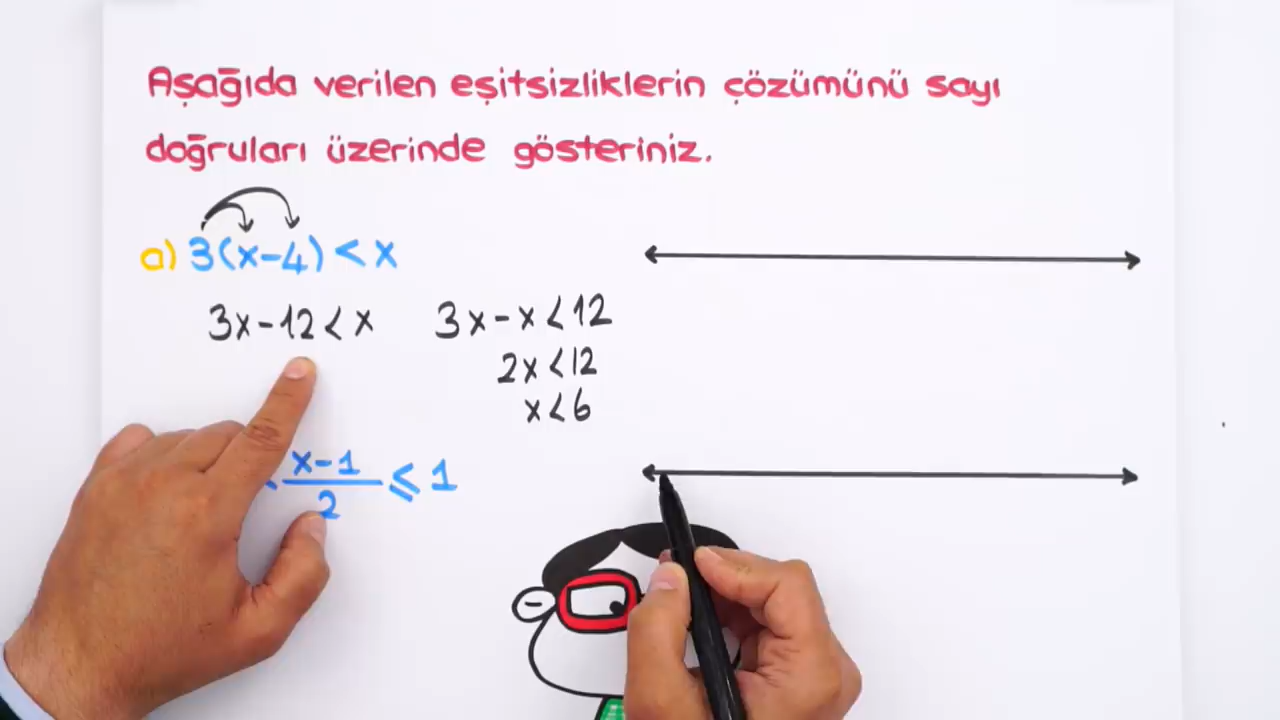 Aşağıda verilen eşitsizliklerin çözümünü sayı
doğruları üzerinde gösteriniz.
a) 3(x-4) < x
3x-12 < x
3x-x < 12
2x < 12
x < 6
x-1
≤ 1
2